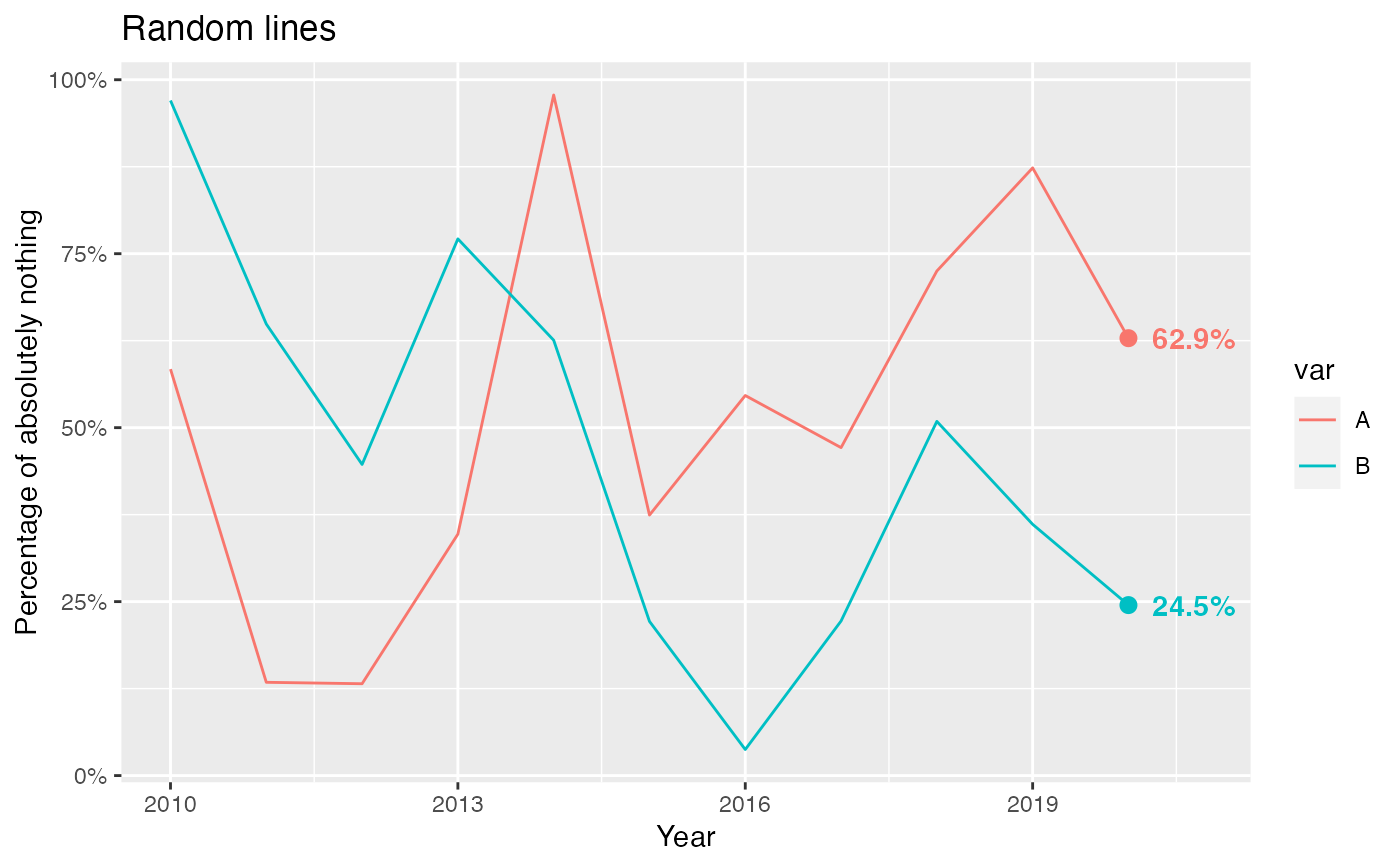 Random lines
Percentage of absolutely nothing
100%
75%
50%
25%
0%
62.9%
24.5%
2010
2013
2016
2019
Year
var
A
B